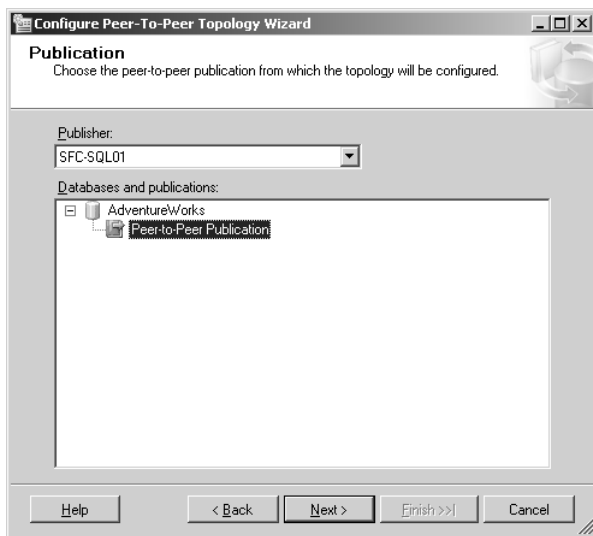 Configure Peer-To-Peer Topology Wizard
Publication
Choose the peer-to-peer publication from which the topology will be configured.
Publisher:
SFC-SQL01
Databases and publications:
AdventureWorks
Peer-to-Peer Publication
Help
< Back
Next >
Finish >>|
Cancel